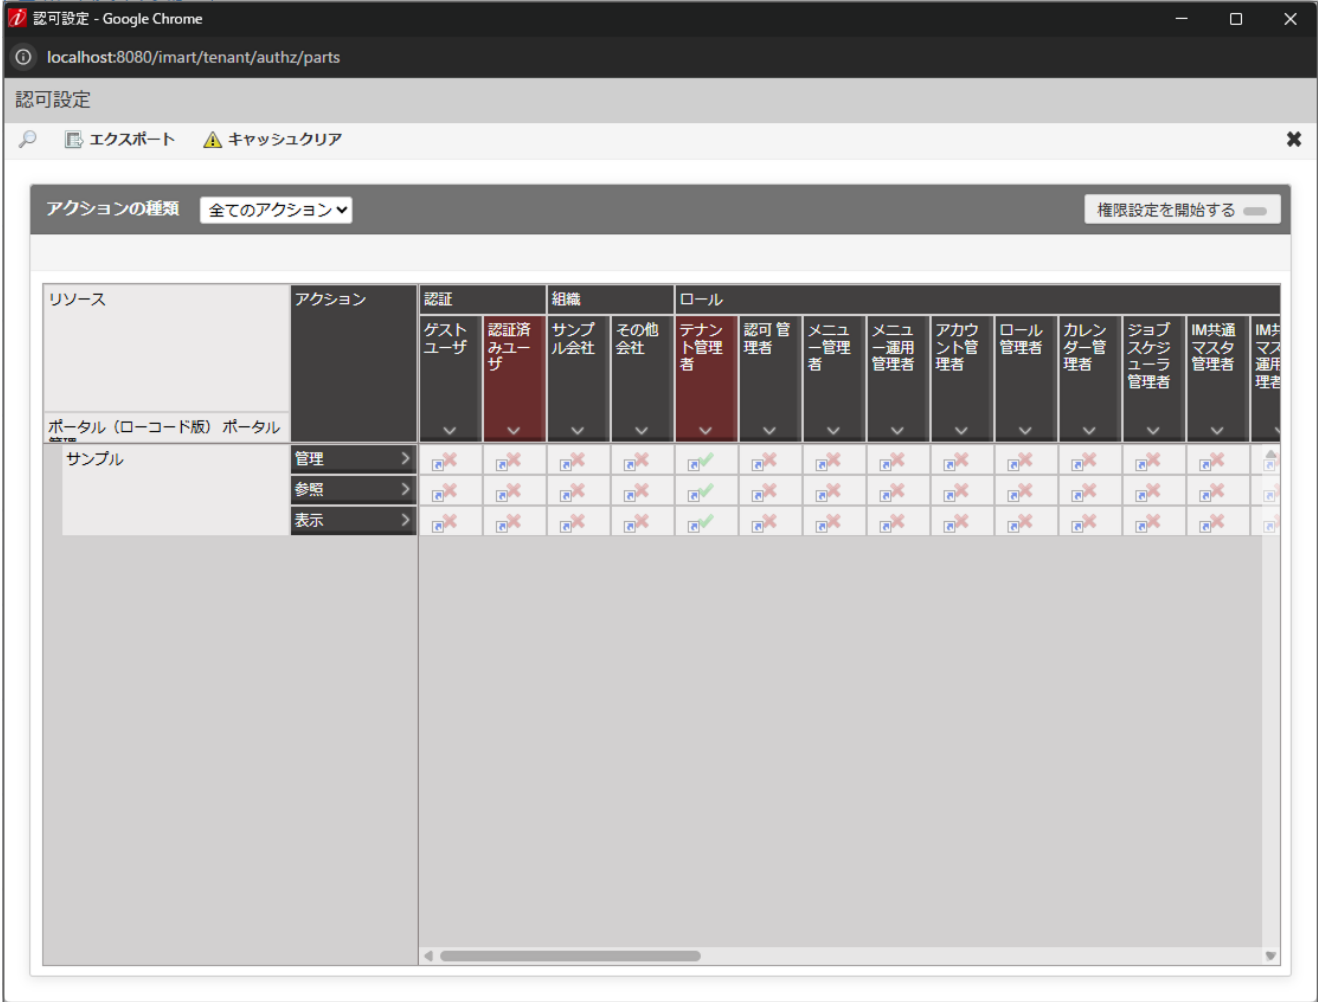 認可設定 - Google Chrome
localhost:8080/imart/tenant/authz/parts
認可設定
エクスポート キャッシュクリア
アクションの種類 全てのアクション 権限設定を開始する
リソース アクション 認証 組織 ロール
ゲストユーザ
認証済みユーザ
サンプル会社
その他会社
テナント管理者
認可 管理者
メニュー管理者
メニュー運用管理者
アカウント管理者
ロール管理者
カレンダー管理者
ジョブスケジューラ管理者
IM共通マスタ管理者
ポータル（ローコード版） ポータル
サンプル 管理
参照
表示